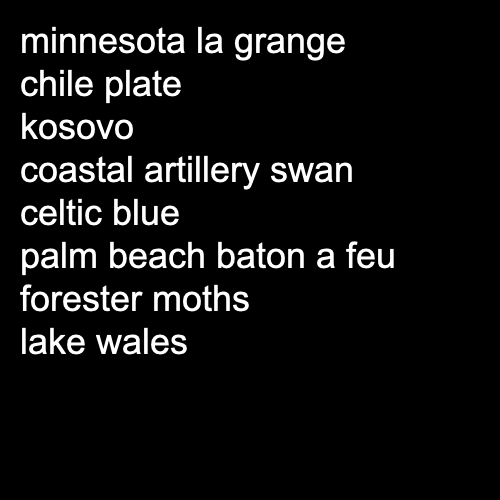 minnesota la grange
chile plate
kosovo
coastal artillery swan
celtic blue
palm beach baton a feu
forester moths
lake wales